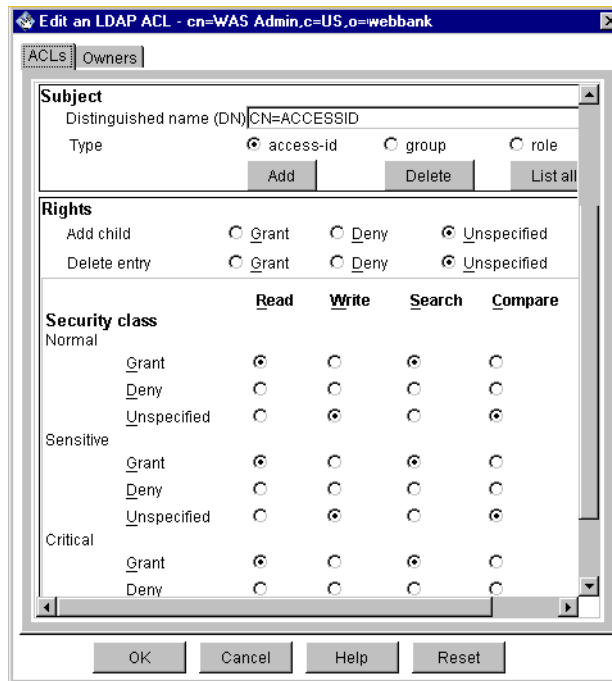 Edit an LDAP ACL - cn=WAS Admin,c=US,o=webbank
ACLs Owners
Subject
Distinguished name (DN) CN=ACCESSID
Type access-id group role
Add Delete List all
Rights
Add child Grant Deny Unspecified
Delete entry Grant Deny Unspecified
Read Write Search Compare
Security class
Normal
Grant
Deny
Unspecified
Sensitive
Grant
Deny
Unspecified
Critical
Grant
Deny
OK Cancel Help Reset